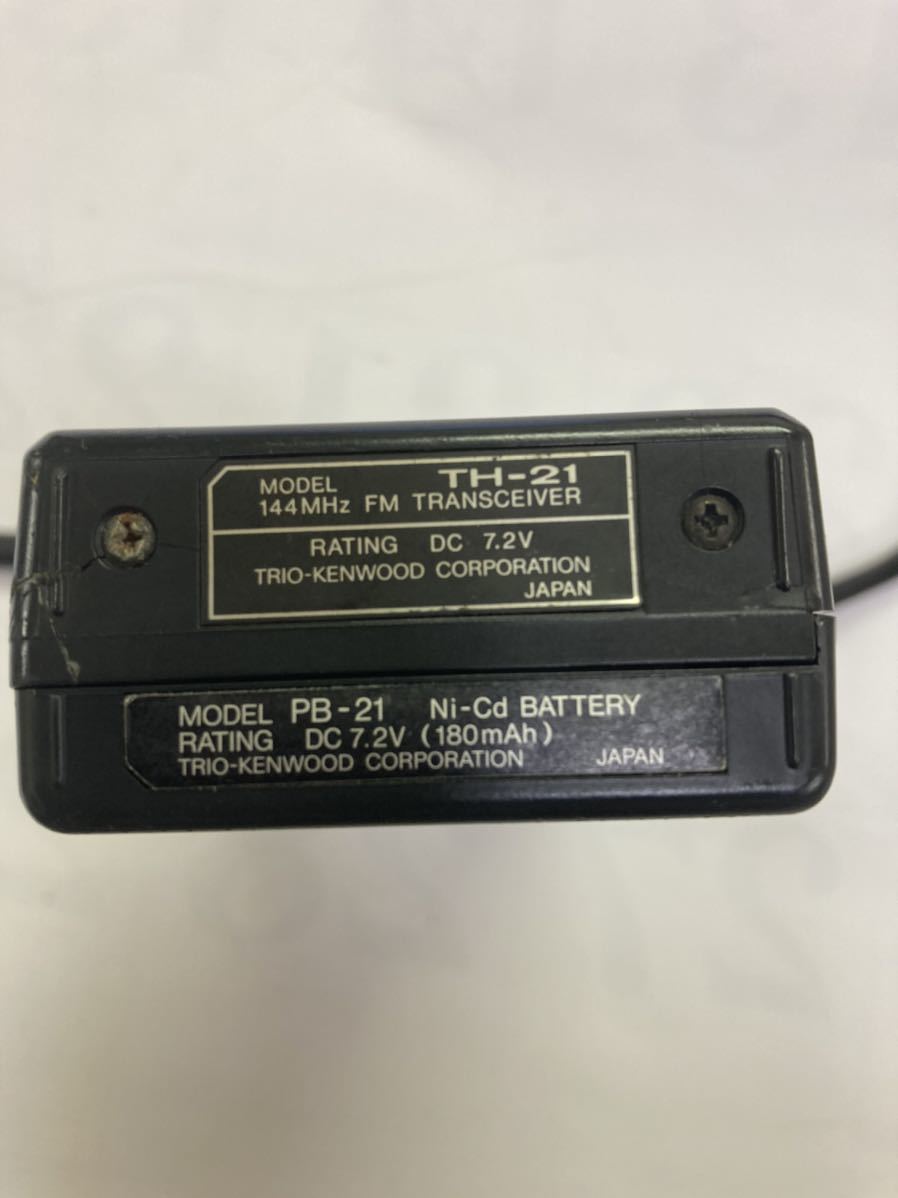 MODEL TH-21
144MHz FM TRANSCEIVER
RATING DC 7.2V
TRIO-KENWOOD CORPORATION
JAPAN
MODEL PB-21 Ni-Cd BATTERY
RATING DC 7.2V (180mAh)
TRIO-KENWOOD CORPORATION JAPAN